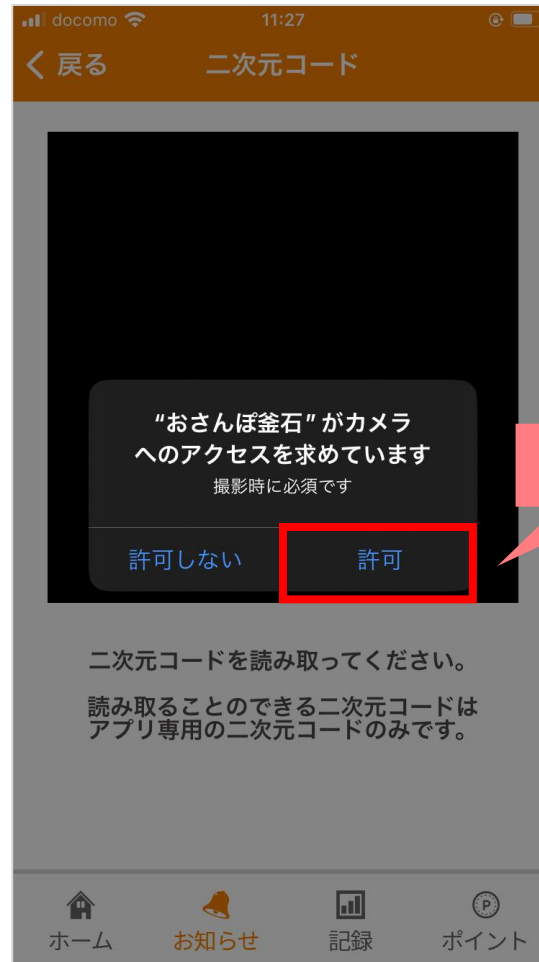 docomo 11:27
戻る 二次元コード
“おさんぽ釜石” がカメラ
へのアクセスを求めています
撮影時に必須です
許可しない 許可
二次元コードを読み取ってください。
読み取ることのできる二次元コードは
アプリ専用の二次元コードのみです。
P
ホーム お知らせ 記録 ポイント